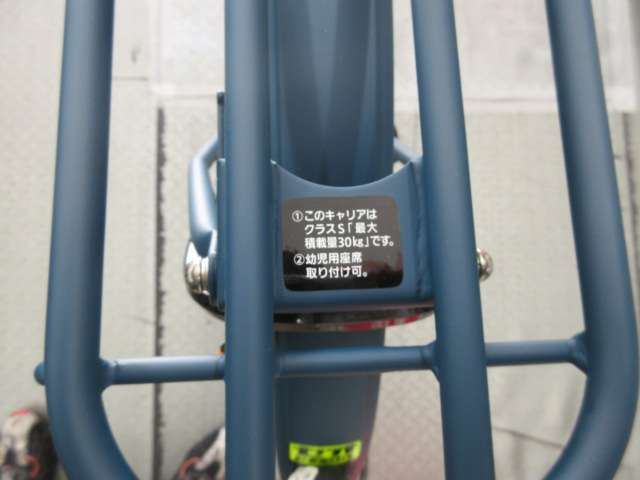 ①このキャリアは
クラスS「最大
積載量30kg」です。
②幼児用座席
取り付け可。